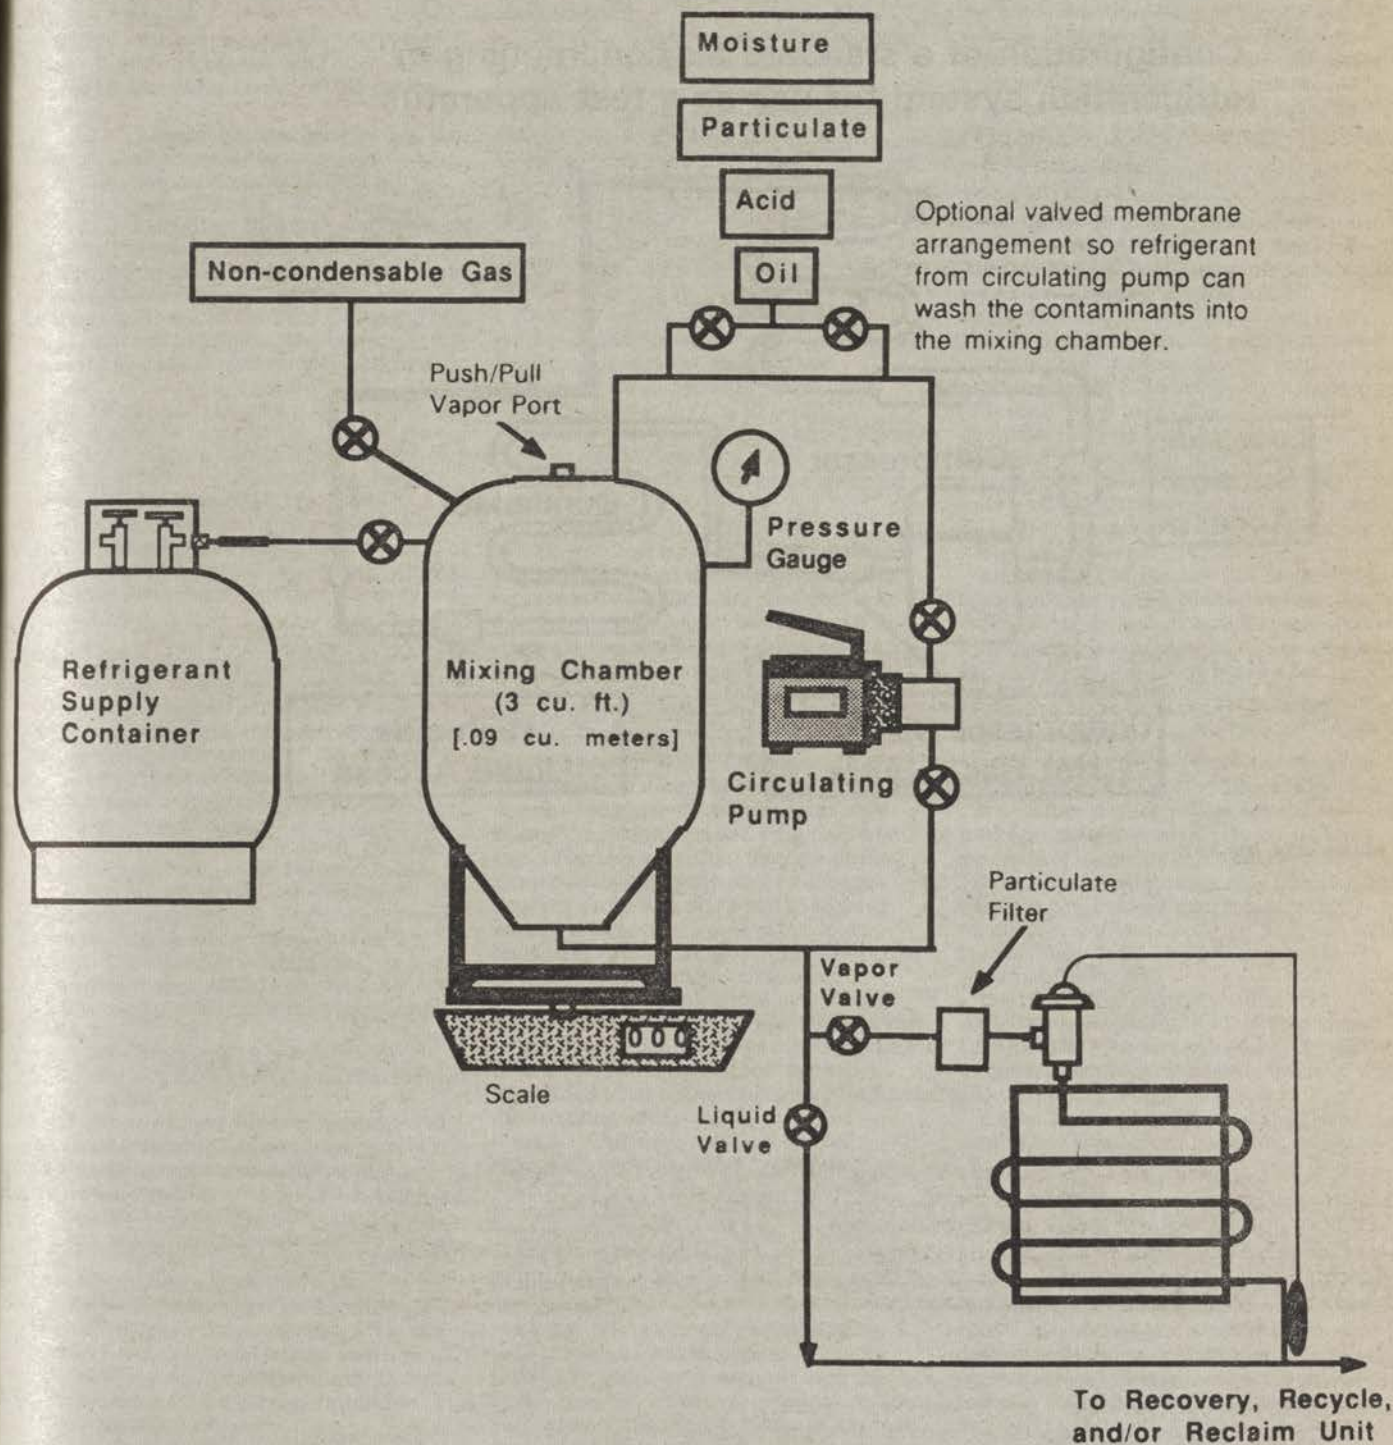 Moisture
Particulate
Acid
Oil
Optional valved membrane
arrangement so refrigerant
from circulating pump can
wash the contaminants into
the mixing chamber.
Non-condensable Gas
Push/Pull
Vapor Port
Pressure
Gauge
Refrigerant
Supply
Container
Mixing Chamber
(3 cu. ft.)
[.09 cu. meters]
Circulating
Pump
Particulate
Filter
Vapor
Valve
000
Scale
Liquid
Valve
To Recovery, Recycle,
and/or Reclaim Unit